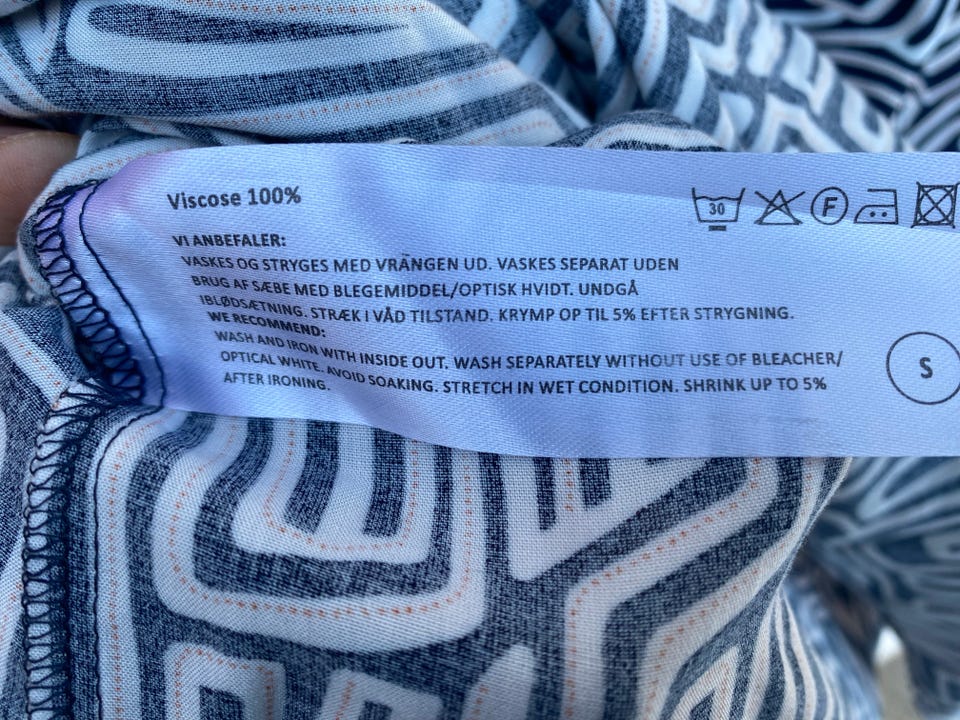 Viscose 100%
30 F
VI ANBEFALER:
VASKES OG STRYGES MED VRANGEN UD. VASKES SEPARAT UDEN
BRUG AF SÆBE MED BLEGEMIDDEL/OPTISK HVIDT. UNDGÅ
IBLØDSÆTNING. STRÆK I VÅD TILSTAND. KRYMP OP TIL 5% EFTER STRYGNING.
WE RECOMMEND:
WASH AND IRON WITH INSIDE OUT. WASH SEPARATELY WITHOUT USE OF BLEACHER/
OPTICAL WHITE. AVOID SOAKING. STRETCH IN WET CONDITION. SHRINK UP TO 5%
AFTER IRONING.
S